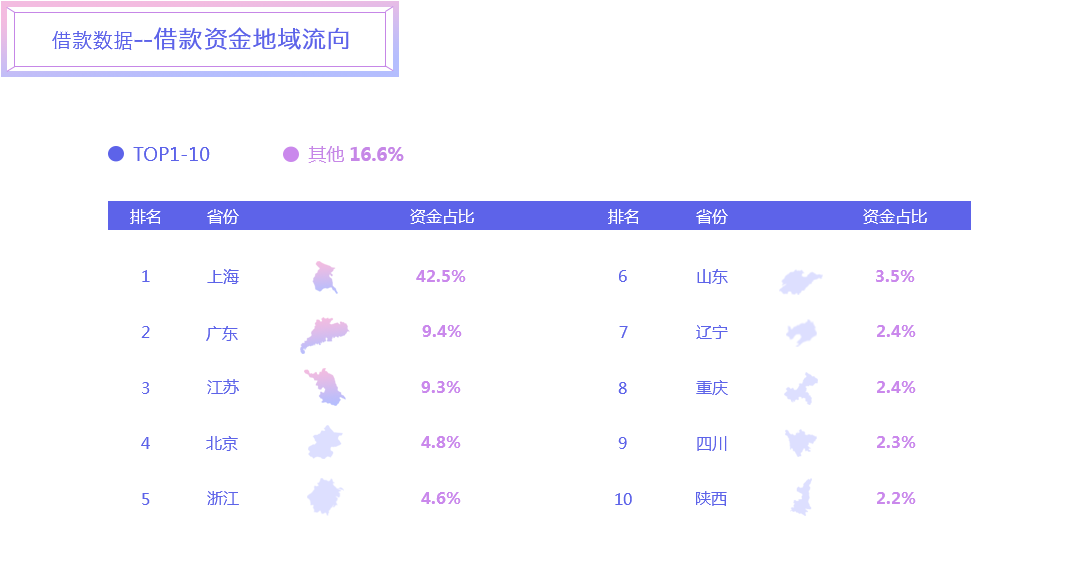 借款数据--借款资金地域流向
TOP1-10 其他 16.6%
排名 省份 资金占比 排名 省份 资金占比
1 上海 42.5% 6 山东 3.5%
2 广东 9.4% 7 辽宁 2.4%
3 江苏 9.3% 8 重庆 2.4%
4 北京 4.8% 9 四川 2.3%
5 浙江 4.6% 10 陕西 2.2%